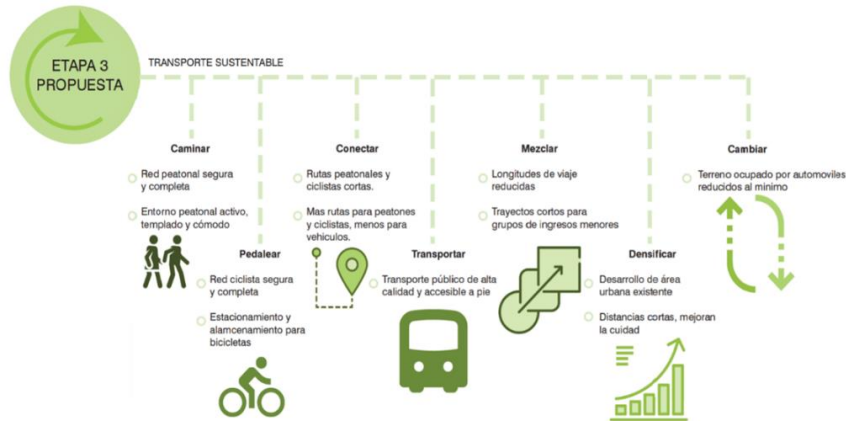 ETAPA 3
PROPUESTA
TRANSPORTE SUSTENTABLE
Caminar
Red peatonal segura
y completa
Entorno peatonal activo,
templado y cómodo
Pedalear
Red ciclista segura
y completa
Estacionamiento y
alamcenamiento para
bicicletas
Conectar
Rutas peatonales y
ciclistas cortas.
Mas rutas para peatones
y ciclistas, menos para
vehículos.
Transportar
Transporte público de alta
calidad y accesible a pie
Mezclar
Longitudes de viaje
reducidas
Trayectos cortos para
grupos de ingresos menores
Densificar
Desarrollo de área
urbana existente
Distancias cortas, mejoran
la cuidad
Cambiar
Terreno ocupado por automoviles
reducidos al mínimo